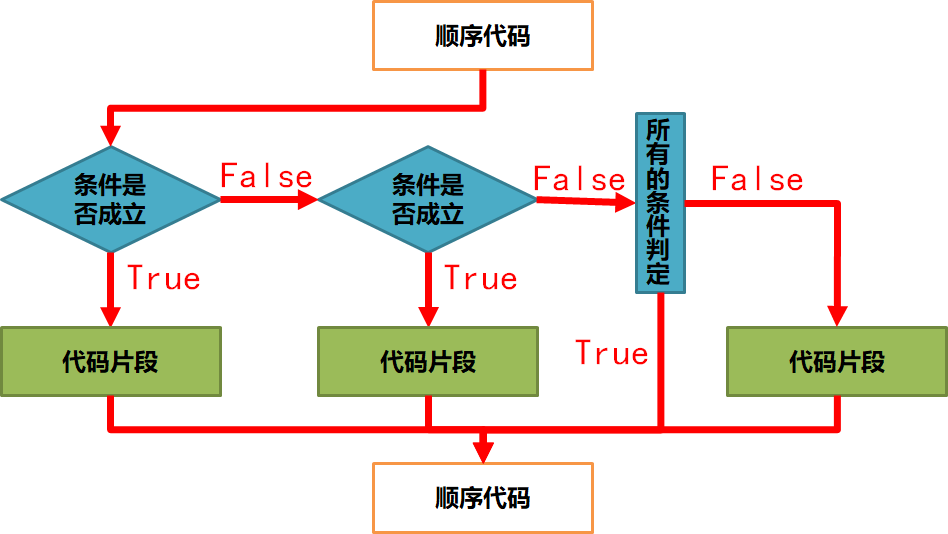 顺序代码
条件是
否成立
False
条件是
否成立
False
所
有
的
条
件
判
定
False
True
True
True
代码片段
代码片段
代码片段
顺序代码